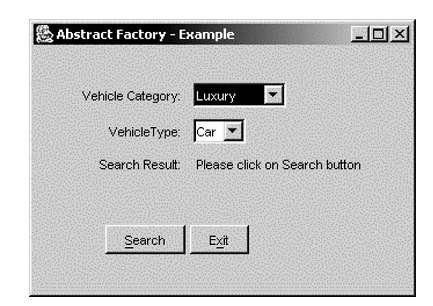 Abstract Factory - Example
Vehicle Category: Luxury
VehicleType: Car
Search Result: Please click on Search button
Search Exit